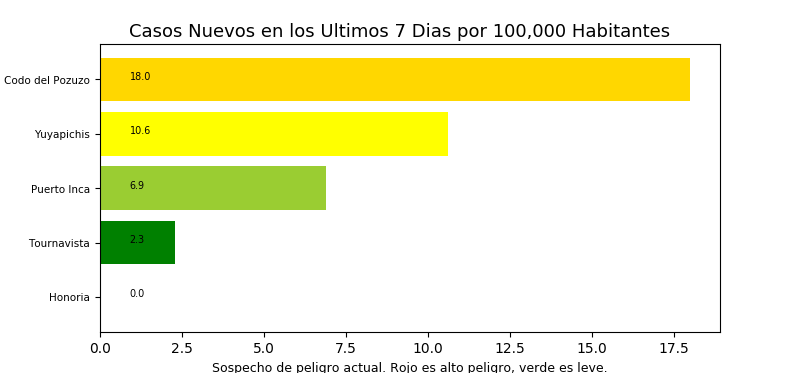 Casos Nuevos en los Ultimos 7 Dias por 100,000 Habitantes
Codo del Pozuzo 18.0
Yuyapichis 10.6
Puerto Inca 6.9
Tournavista 2.3
Honoria 0.0
0.0 2.5 5.0 7.5 10.0 12.5 15.0 17.5
Sospecho de peligro actual. Rojo es alto peligro, verde es leve.